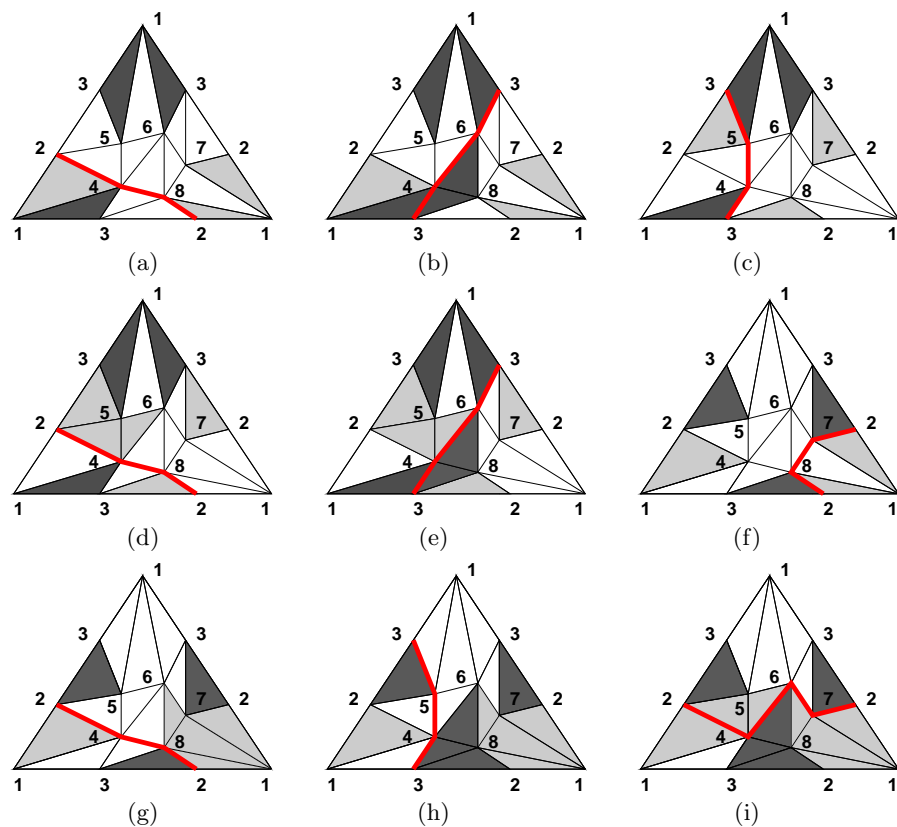 1 1 1
3 3 3 3 3 3
5 6 5 6 5 6
2 7 2 2 7 2 2 7 2
4 8 4 8 4 8
1 3 2 1 1 3 2 1 1 3 2 1
(a) (b) (c)
1 1 1
3 3 3 3 3 3
5 6 5 6 5 6
2 7 2 2 7 2 2 7 2
4 8 4 8 4 8
1 3 2 1 1 3 2 1 1 3 2 1
(d) (e) (f)
1 1 1
3 3 3 3 3 3
5 6 5 6 5 6
2 7 2 2 7 2 2 7 2
4 8 4 8 4 8
1 3 2 1 1 3 2 1 1 3 2 1
(g) (h) (i)